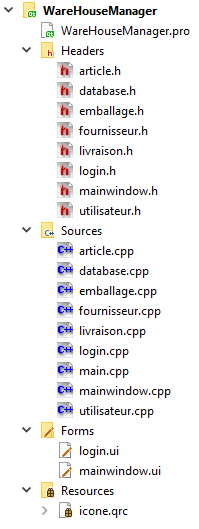 WareHouseManager
WareHouseManager.pro
Headers
article.h
database.h
emballage.h
fournisseur.h
livraison.h
login.h
mainwindow.h
utilisateur.h
Sources
article.cpp
database.cpp
emballage.cpp
fournisseur.cpp
livraison.cpp
login.cpp
main.cpp
mainwindow.cpp
utilisateur.cpp
Forms
login.ui
mainwindow.ui
Resources
icone.qrc